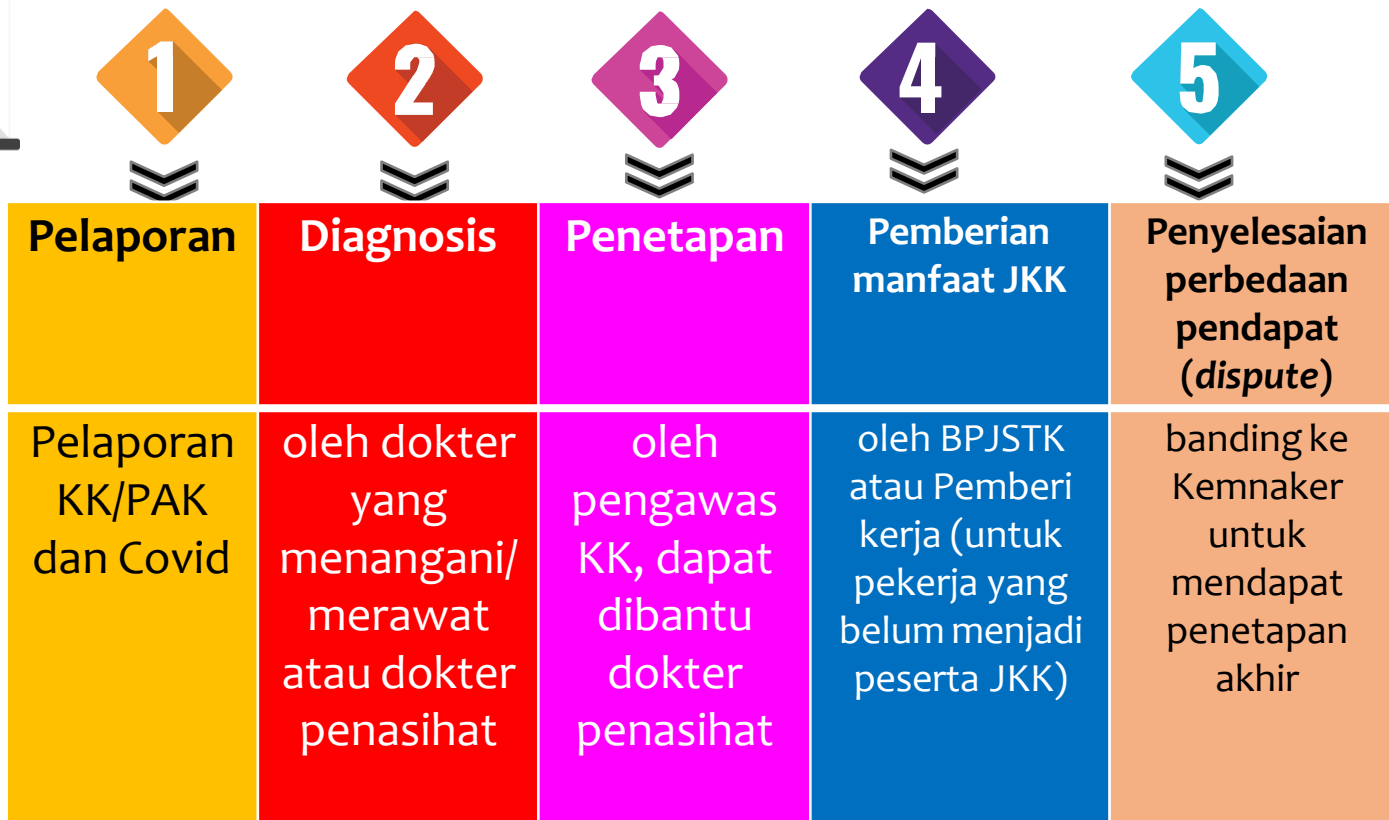 1
2
3
4
5
Pelaporan
Diagnosis
Penetapan
Pemberian
manfaat JKK
Penyelesaian
perbedaan
pendapat
(dispute)
Pelaporan
KK/PAK
dan Covid
oleh dokter
yang
menangani/
merawat
atau dokter
penasihat
oleh
pengawas
KK, dapat
dibantu
dokter
penasihat
oleh BPJSTK
atau Pemberi
kerja (untuk
pekerja yang
belum menjadi
peserta JKK)
banding ke
Kemnaker
untuk
mendapat
penetapan
akhir